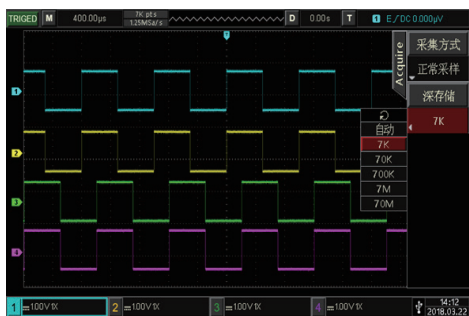 TRIGED M 400.00μs 7K pts D 0.00s T 1 E／DC 0.000μV
1.25MSa/s
1
Acquire
采集方式
正常采样
深存储
7K
自动
7K
70K
700K
7M
70M
1
2
3
4
1 100V 1X 2 100V 1X 3 100V 1X 4 100V 1X 14:12
2018.03.22